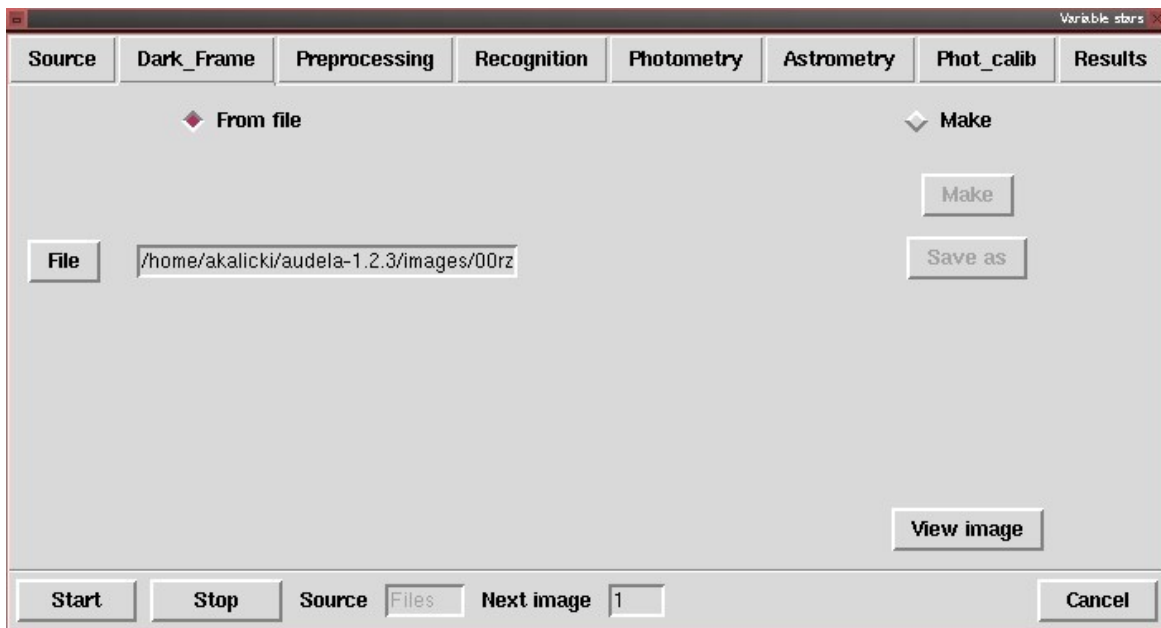 Variable stars
Source Dark_Frame Preprocessing Recognition Photometry Astrometry Phot_calib Results
From file Make
Make
File /home/akalicki/audela-1.2.3/images/00rz Save as
View image
Start Stop Source Files Next image 1 Cancel